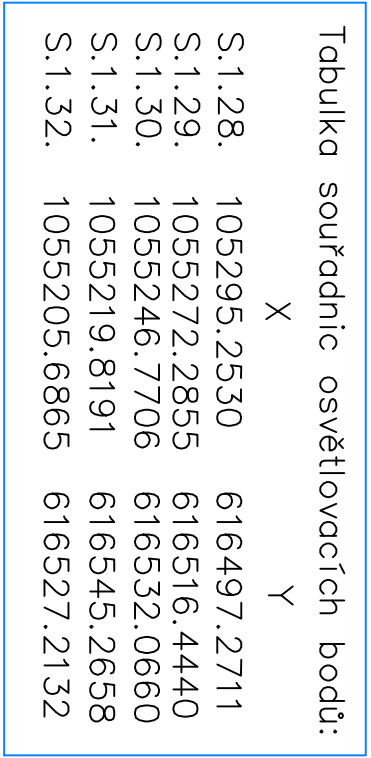 Tabulka souřadnic osvětlovacích bodů:
X Y
S.1.28. 105295.2530 616497.2711
S.1.29. 1055272.2855 616516.4440
S.1.30. 1055246.7706 616532.0660
S.1.31. 1055219.8191 616545.2658
S.1.32. 1055205.6865 616527.2132